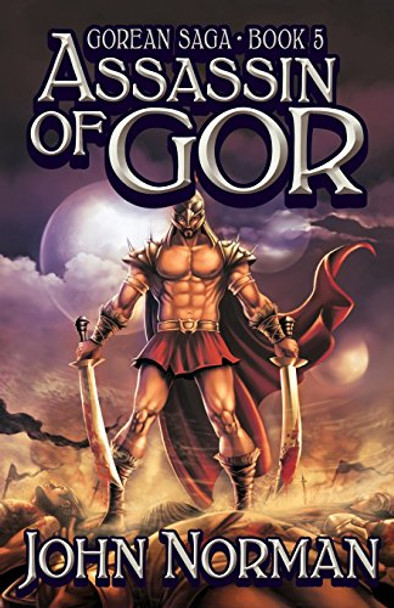 GOREAN SAGA • BOOK 5
ASSASSIN
OF GOR
JOHN NORMAN